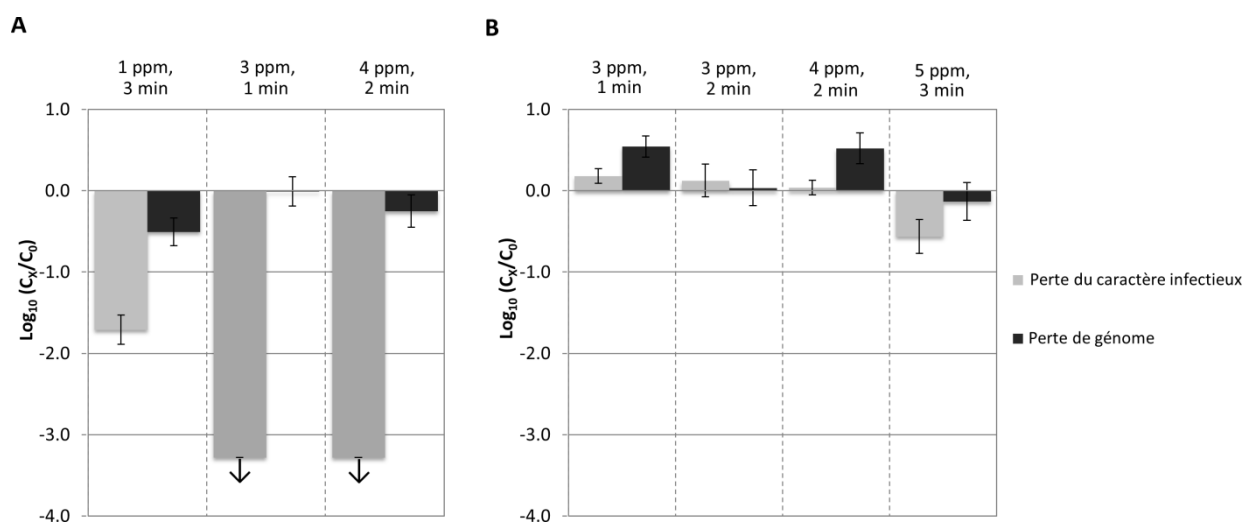 A
B
1 ppm,
3 min
3 ppm,
1 min
4 ppm,
2 min
3 ppm,
1 min
3 ppm,
2 min
4 ppm,
2 min
5 ppm,
3 min
Log₁₀ (Cₓ/C₀)
1.0
0.0
-1.0
-2.0
-3.0
-4.0
Log₁₀ (Cₓ/C₀)
1.0
0.0
-1.0
-2.0
-3.0
-4.0
Perte du caractère infectieux
Perte de génome